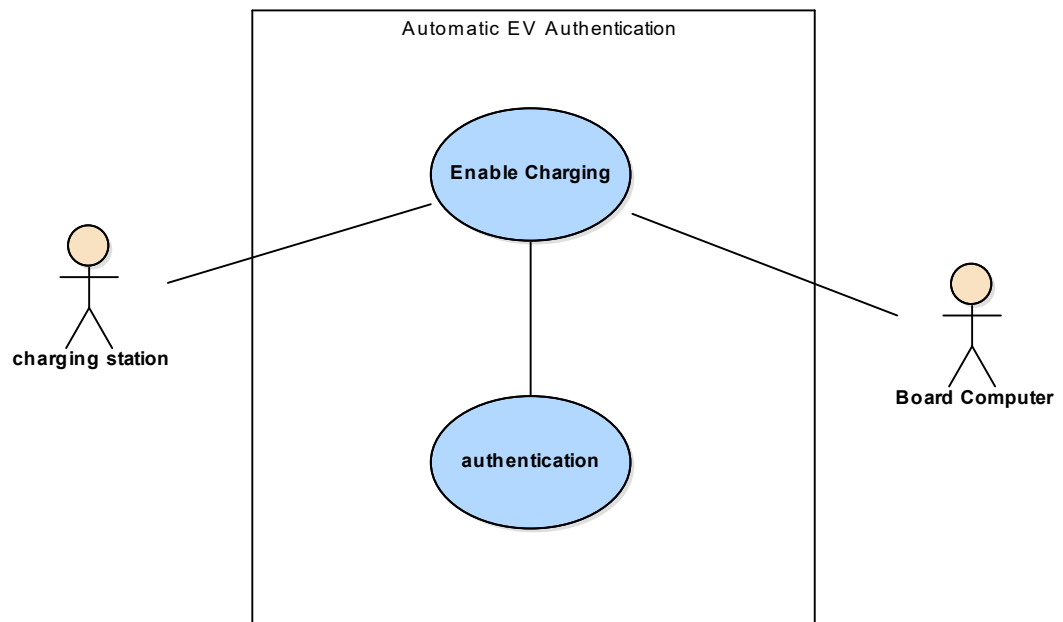 Automatic EV Authentication
Enable Charging
charging station
Board Computer
authentication